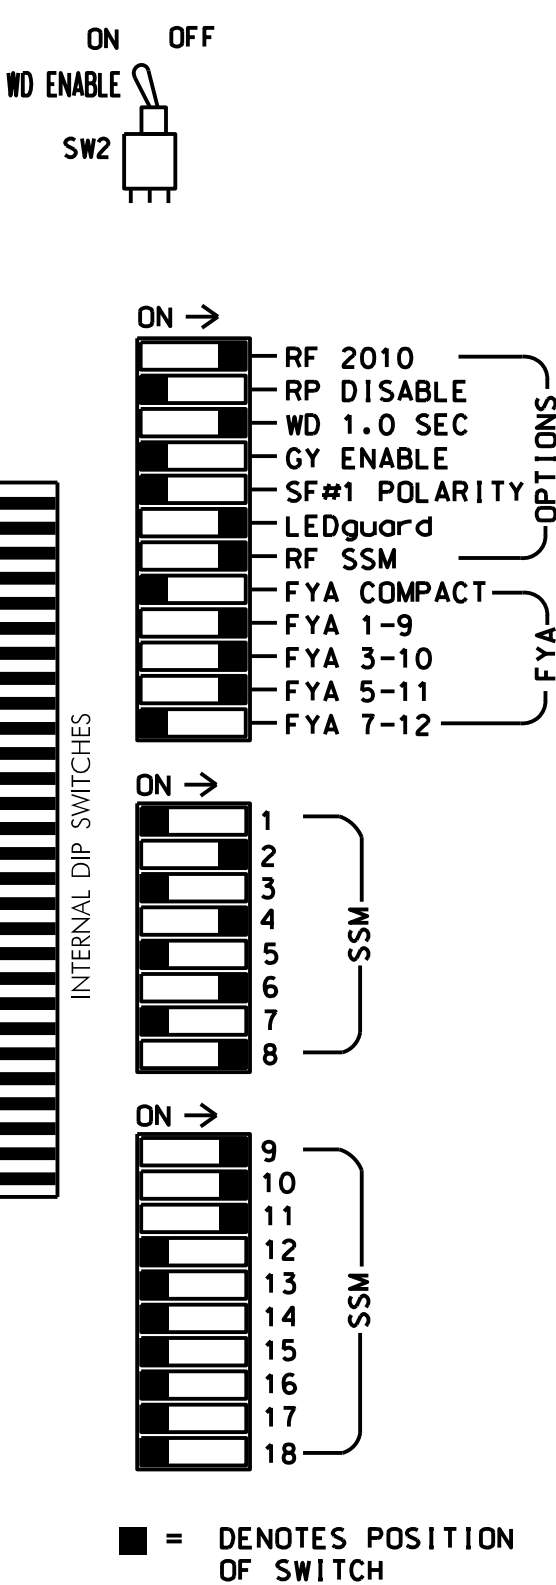 ON OFF
WD ENABLE
SW2
ON →
RF 2010
RP DISABLE
WD 1.0 SEC
GY ENABLE
SF#1 POLARITY
LEDguard
RF SSM
OPTIONS
FYA COMPACT
FYA 1-9
FYA 3-10
FYA 5-11
FYA 7-12
FYA
INTERNAL DIP SWITCHES
ON →
1
2
3
4
5
6
7
8
SSM
ON →
9
10
11
12
13
14
15
16
17
18
SSM
= DENOTES POSITION
OF SWITCH